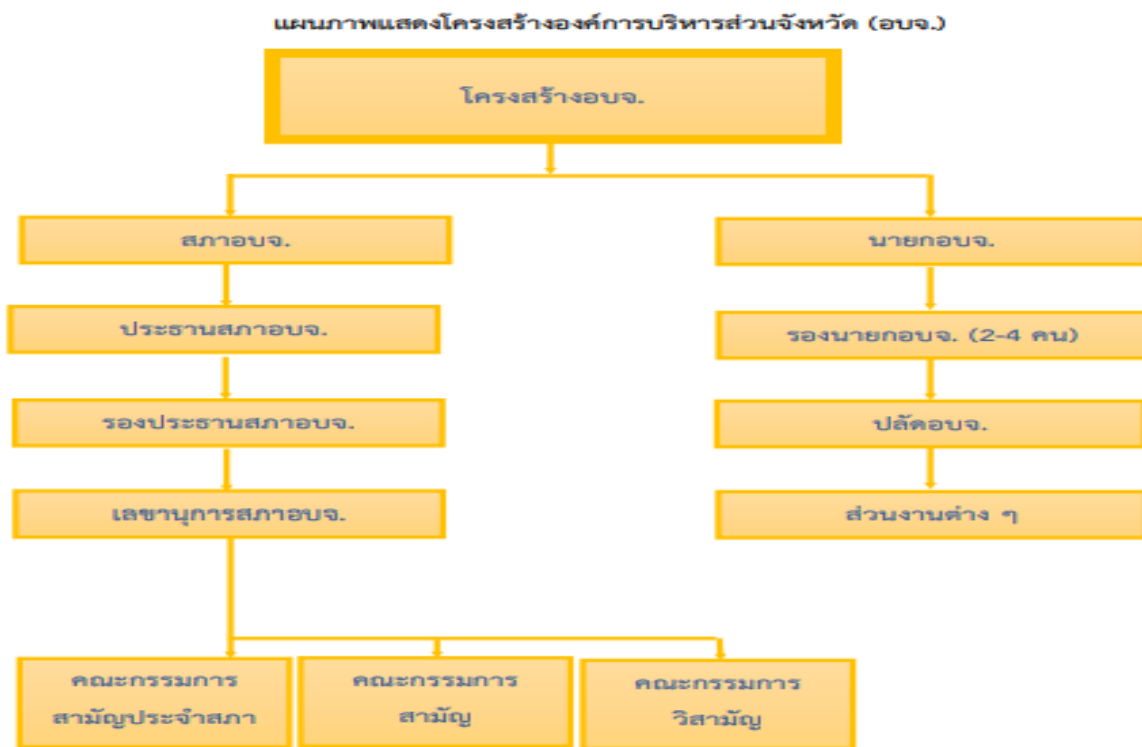 แผนภาพแสดงโครงสร้างองค์การบริหารส่วนจังหวัด (อบจ.)
โครงสร้างอบจ.
สภาอบจ.
นายกอบจ.
ประธานสภาอบจ.
รองนายกอบจ. (2-4 คน)
รองประธานสภาอบจ.
ปลัดอบจ.
เลขานุการสภาอบจ.
ส่วนงานต่าง ๆ
คณะกรรมการ
สามัญประจำสภา
คณะกรรมการ
สามัญ
คณะกรรมการ
วิสามัญ